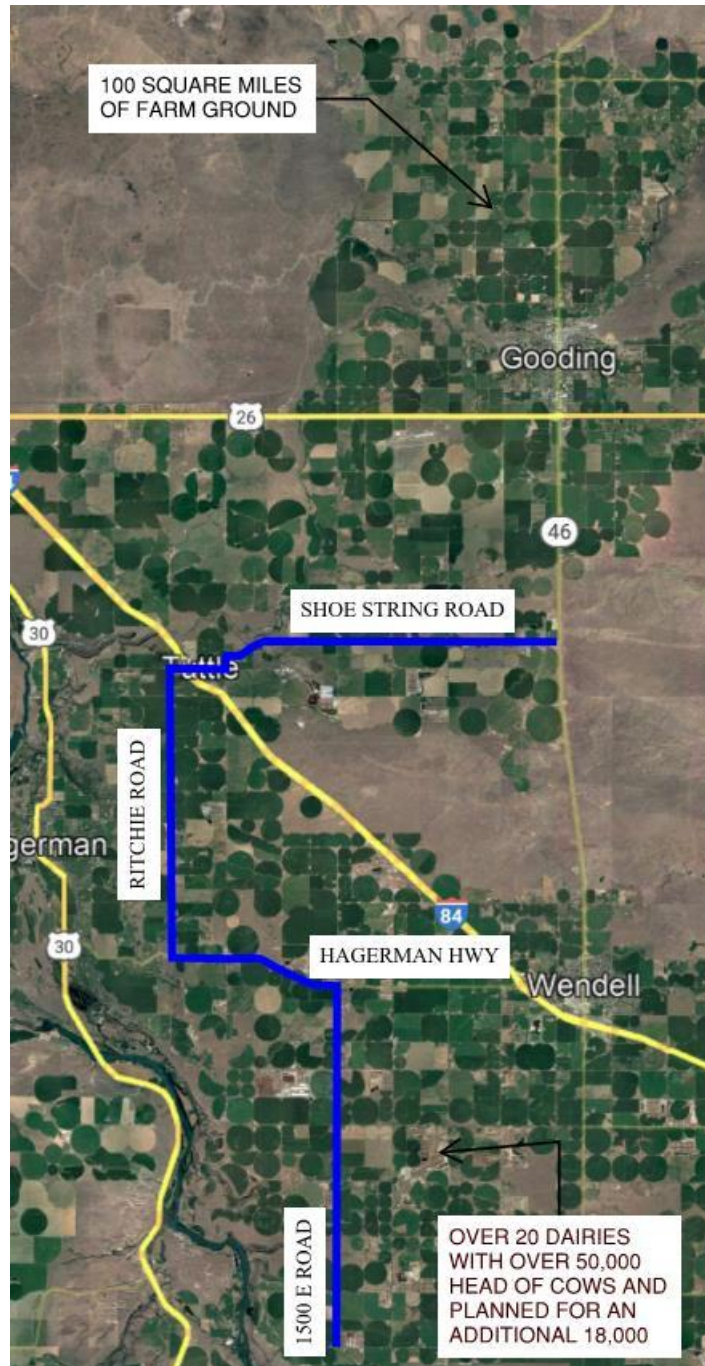 100 SQUARE MILES
OF FARM GROUND
Gooding
26
46
SHOE STRING ROAD
30
Tuttle
RITCHIE ROAD
german
84
30
HAGERMAN HWY
Wendell
1500 E ROAD
OVER 20 DAIRIES
WITH OVER 50,000
HEAD OF COWS AND
PLANNED FOR AN
ADDITIONAL 18,000